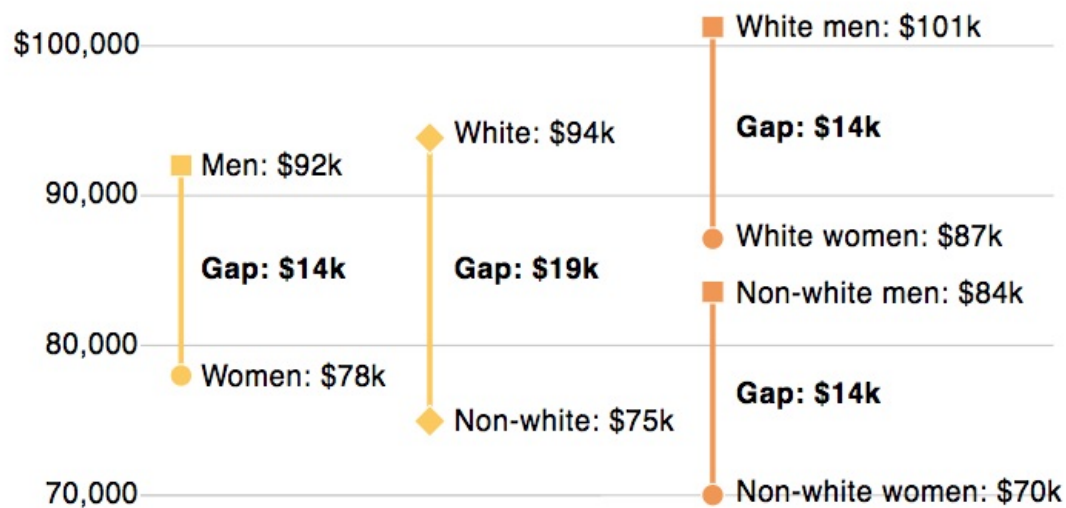 $100,000
90,000
80,000
70,000
Men: $92k
Gap: $14k
Women: $78k
White: $94k
Gap: $19k
Non-white: $75k
White men: $101k
Gap: $14k
White women: $87k
Non-white men: $84k
Gap: $14k
Non-white women: $70k